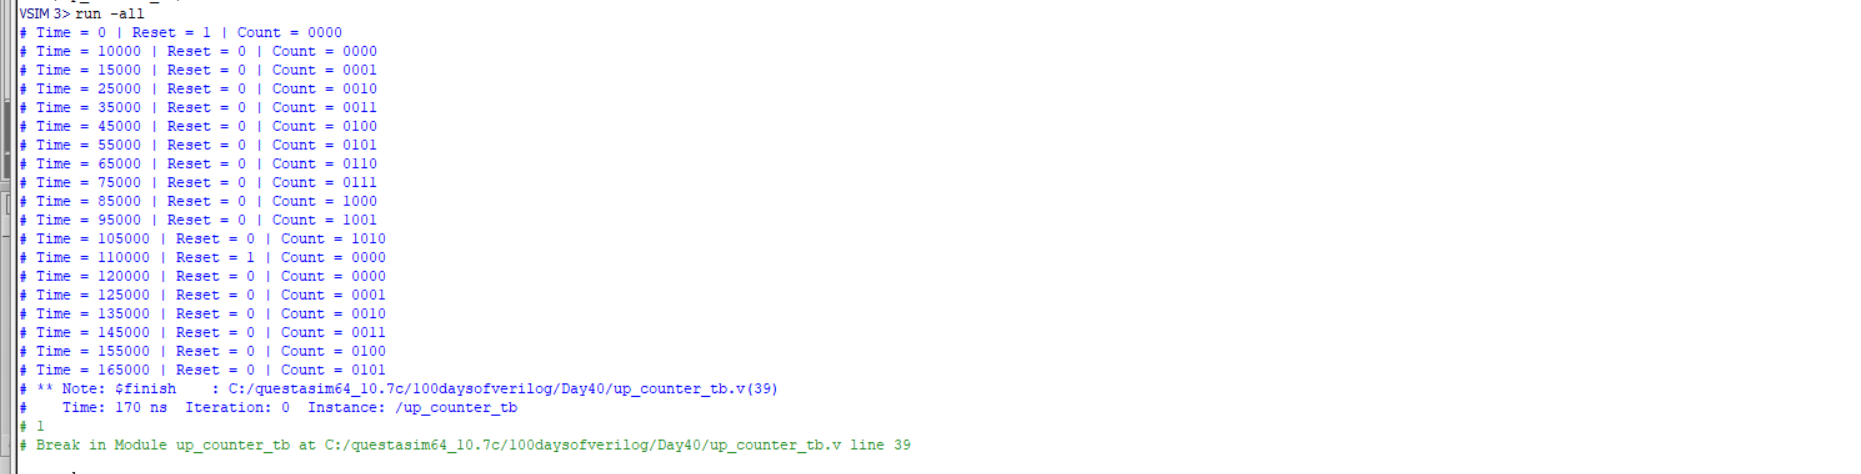 VSIM 3> run -all
# Time = 0 | Reset = 1 | Count = 0000
# Time = 10000 | Reset = 0 | Count = 0000
# Time = 15000 | Reset = 0 | Count = 0001
# Time = 25000 | Reset = 0 | Count = 0010
# Time = 35000 | Reset = 0 | Count = 0011
# Time = 45000 | Reset = 0 | Count = 0100
# Time = 55000 | Reset = 0 | Count = 0101
# Time = 65000 | Reset = 0 | Count = 0110
# Time = 75000 | Reset = 0 | Count = 0111
# Time = 85000 | Reset = 0 | Count = 1000
# Time = 95000 | Reset = 0 | Count = 1001
# Time = 105000 | Reset = 0 | Count = 1010
# Time = 110000 | Reset = 1 | Count = 0000
# Time = 120000 | Reset = 0 | Count = 0000
# Time = 125000 | Reset = 0 | Count = 0001
# Time = 135000 | Reset = 0 | Count = 0010
# Time = 145000 | Reset = 0 | Count = 0011
# Time = 155000 | Reset = 0 | Count = 0100
# Time = 165000 | Reset = 0 | Count = 0101
# ** Note: $finish    : C:/questasim64_10.7c/100daysofverilog/Day40/up_counter_tb.v(39)
#    Time: 170 ns  Iteration: 0  Instance: /up_counter_tb
# 1
# Break in Module up_counter_tb at C:/questasim64_10.7c/100daysofverilog/Day40/up_counter_tb.v line 39